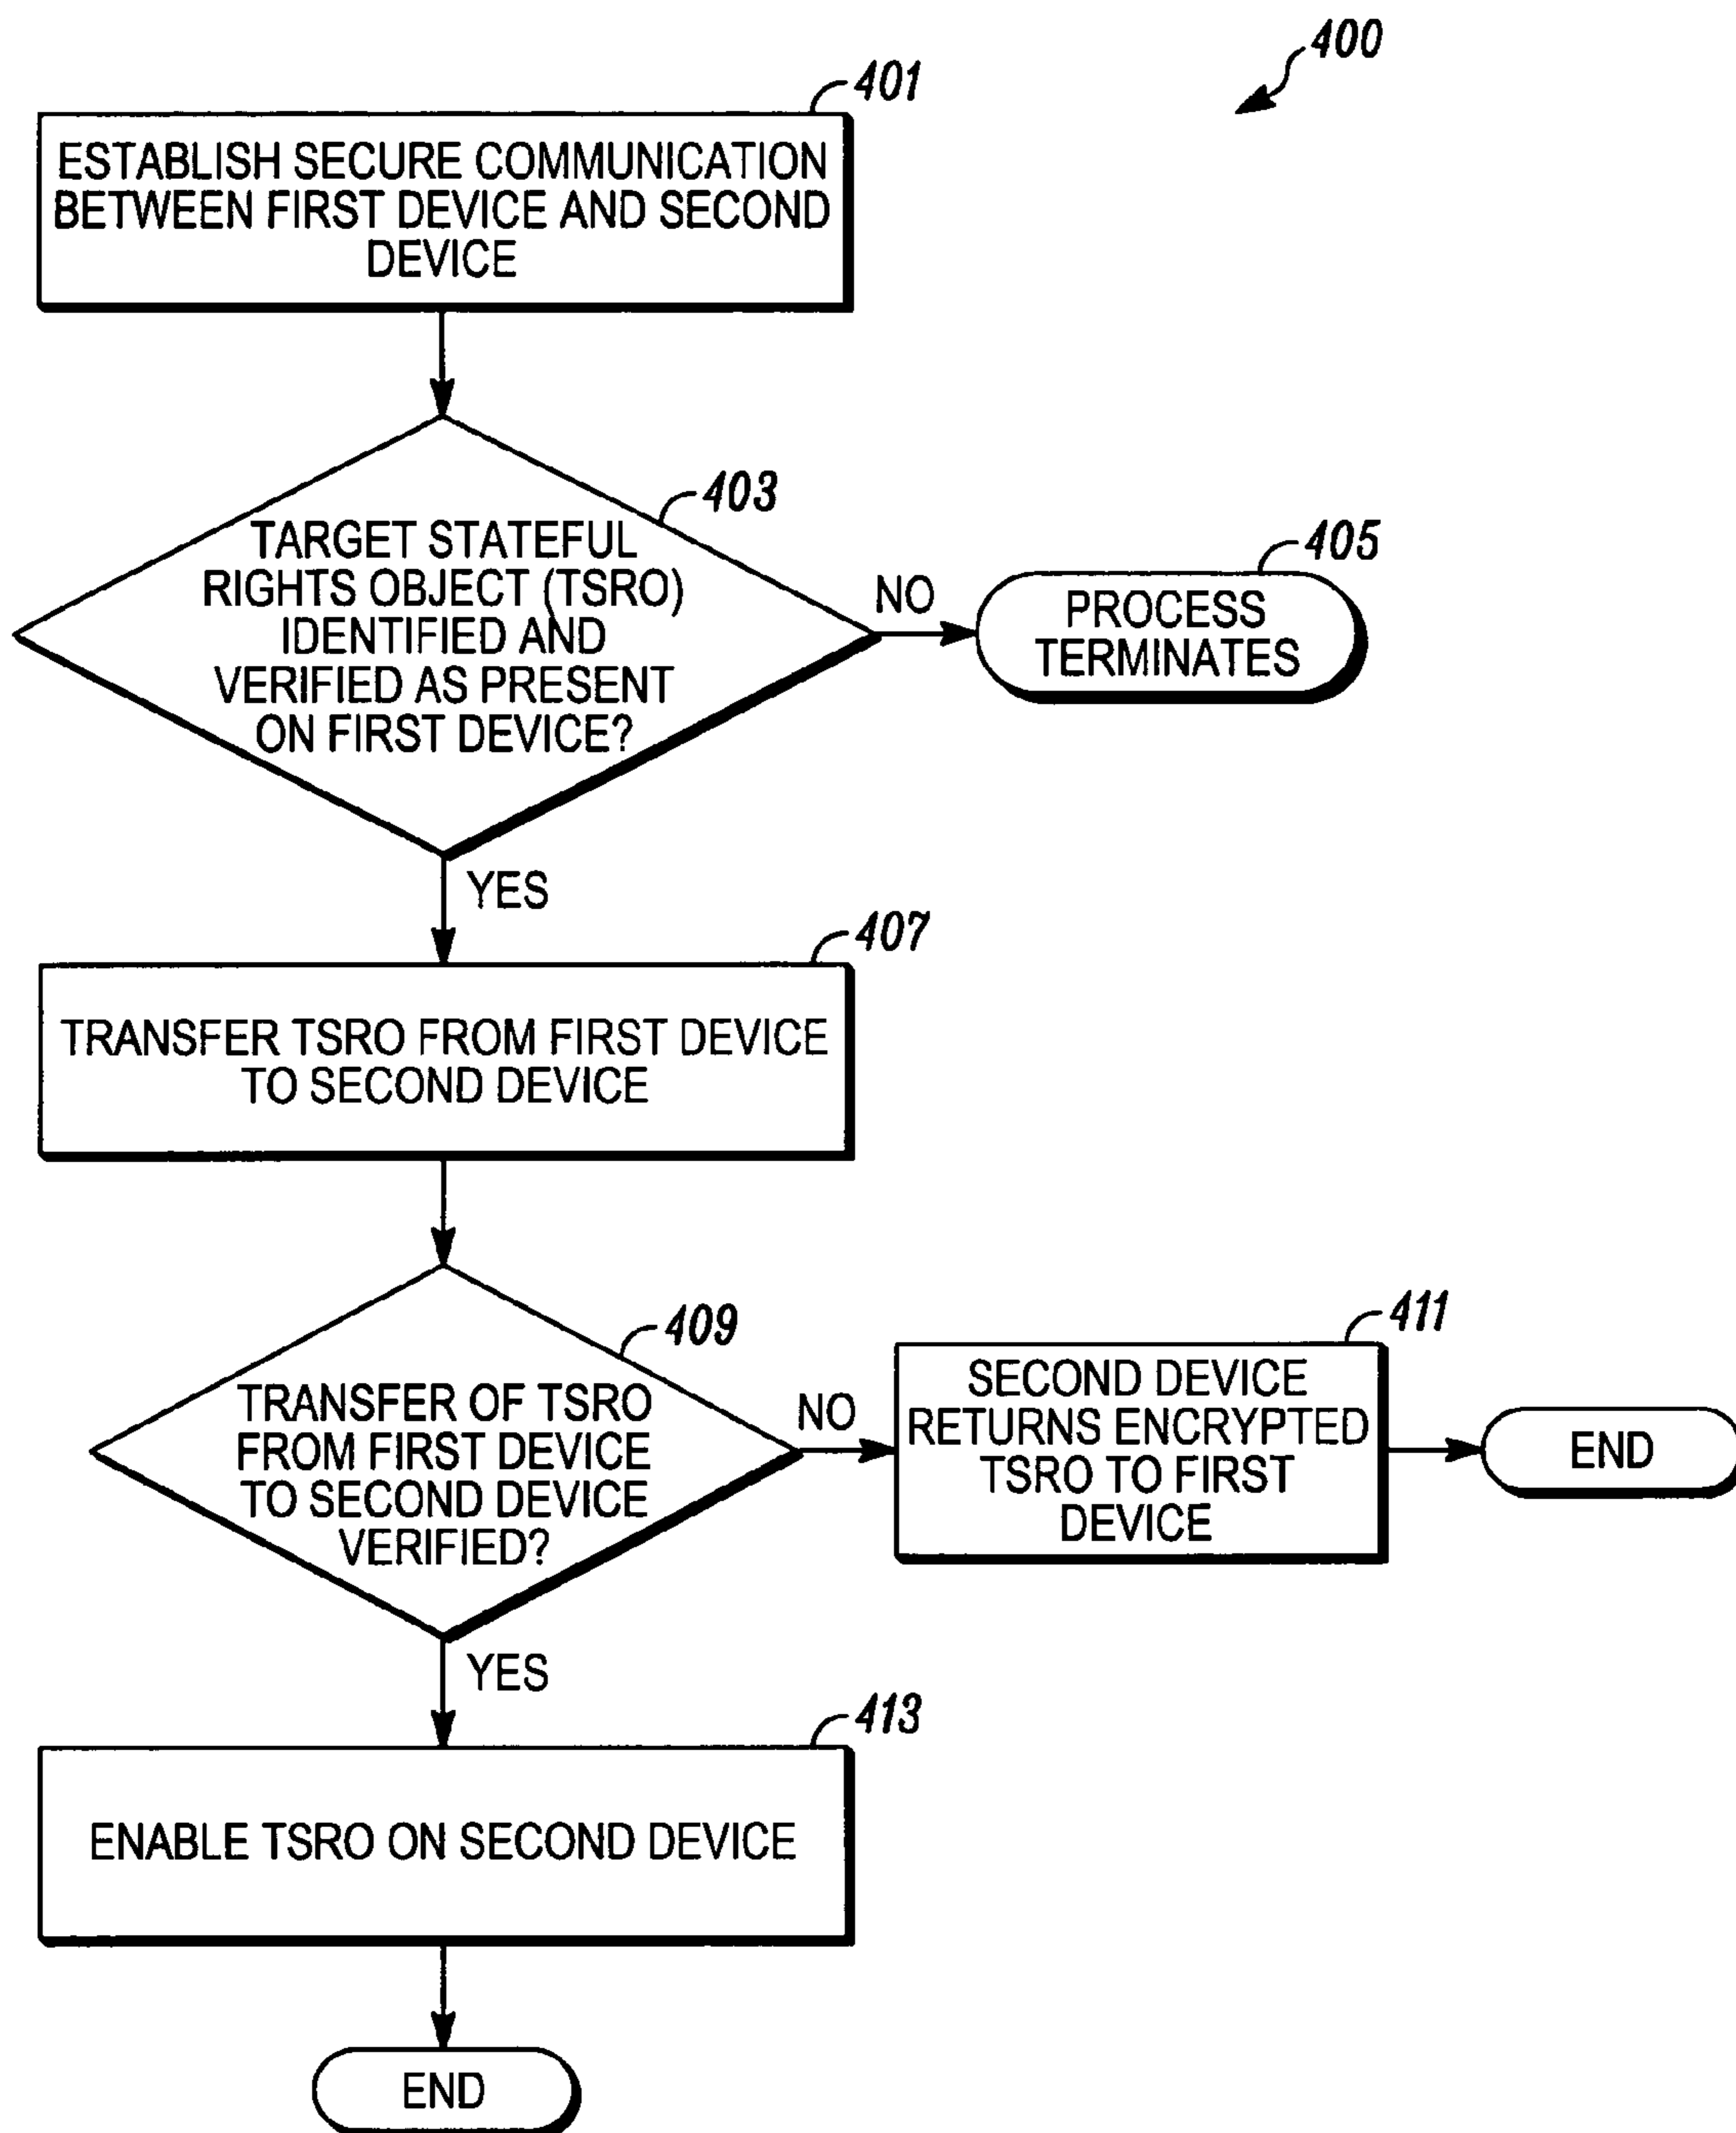 400
401
ESTABLISH SECURE COMMUNICATION
BETWEEN FIRST DEVICE AND SECOND
DEVICE
403
TARGET STATEFUL
RIGHTS OBJECT (TSRO)
IDENTIFIED AND
VERIFIED AS PRESENT
ON FIRST DEVICE?
NO
405
PROCESS
TERMINATES
YES
407
TRANSFER TSRO FROM FIRST DEVICE
TO SECOND DEVICE
409
TRANSFER OF TSRO
FROM FIRST DEVICE
TO SECOND DEVICE
VERIFIED?
NO
411
SECOND DEVICE
RETURNS ENCRYPTED
TSRO TO FIRST
DEVICE
END
YES
413
ENABLE TSRO ON SECOND DEVICE
END